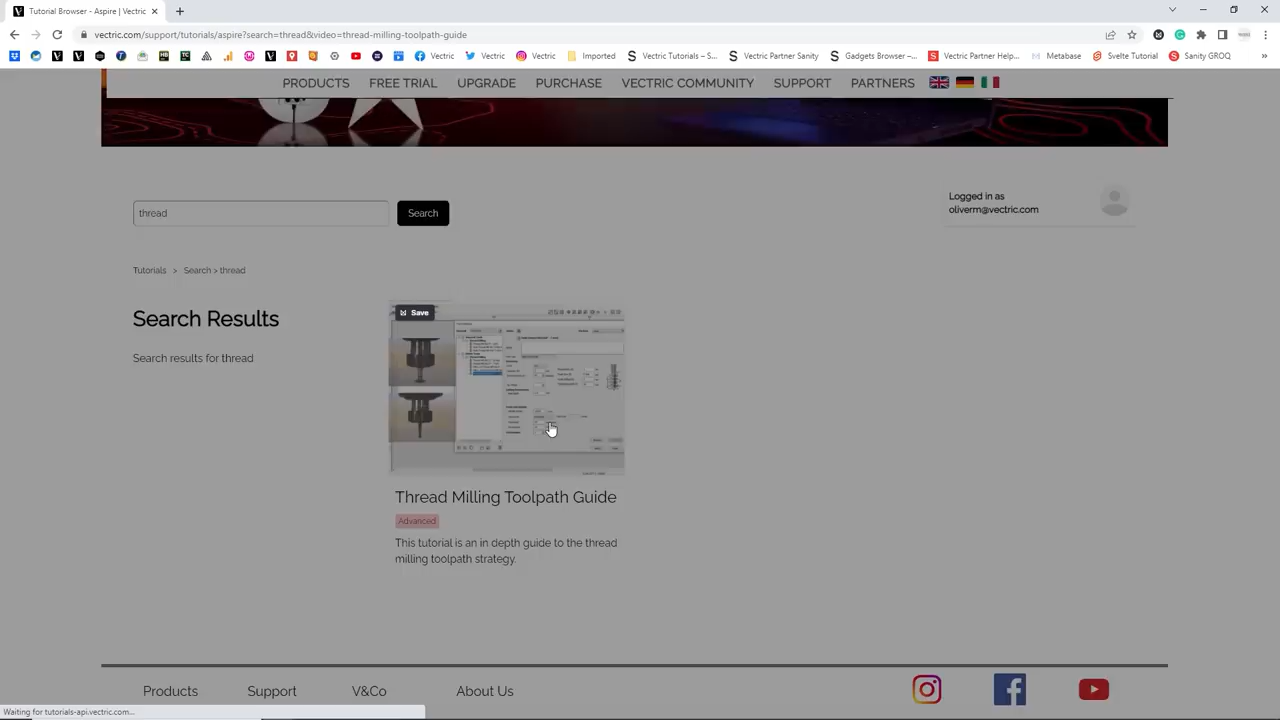 Tutorial Browser - Aspire | Vectric
vectric.com/support/tutorials/aspire?search=thread&video=thread-milling-toolpath-guide
Vectric
Vectric
Vectric
Imported
Vectric Tutorials – S...
Vectric Partner Sanity
Gadgets Browser –...
Vectric Partner Help...
Metabase
Svelte Tutorial
Sanity GROQ
PRODUCTS FREE TRIAL UPGRADE PURCHASE VECTRIC COMMUNITY SUPPORT PARTNERS
thread
Search
Logged in as
oliverm@vectric.com
Tutorials > Search > thread
Search Results
Search results for thread
Save
Thread Milling Toolpath Guide
Advanced
This tutorial is an in depth guide to the thread
milling toolpath strategy.
Products Support V&Co About Us
Waiting for tutorials-api.vectric.com...